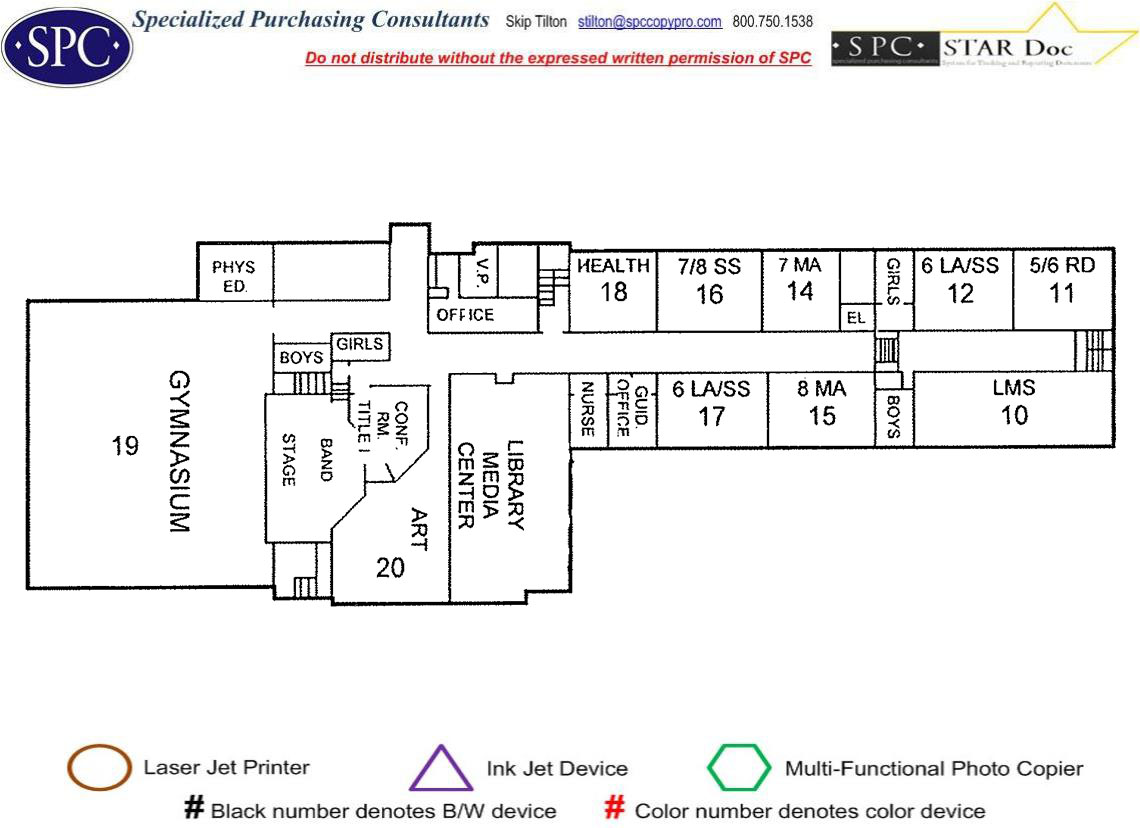 SPC
Specialized Purchasing Consultants Skip Tilton stilton@spccopypro.com 800.750.1538
Do not distribute without the expressed written permission of SPC
· S P C · STAR Doc
specialized purchasing consultants System for Tracking and Reporting Documents
PHYS
ED.
V.P.
OFFICE
HEALTH
18
7/8 SS
16
7 MA
14
EL
GIRLS
6 LA/SS
12
5/6 RD
11
BOYS
GIRLS
GYMNASIUM
19
BAND
STAGE
CONF.
RM.
TITLE I
ART
20
LIBRARY
MEDIA
CENTER
NURSE
GUID.
OFFICE
6 LA/SS
17
8 MA
15
BOYS
LMS
10
Laser Jet Printer Ink Jet Device Multi-Functional Photo Copier
# Black number denotes B/W device # Color number denotes color device